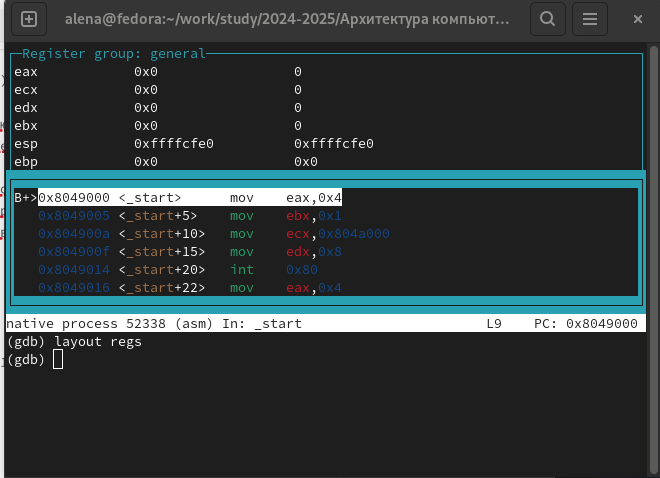 alena@fedora:~/work/study/2024-2025/Архитектура компьют...
Register group: general
eax 0x0 0
ecx 0x0 0
edx 0x0 0
ebx 0x0 0
esp 0xffffcfe0 0xffffcfe0
ebp 0x0 0x0
B+>0x8049000 <_start> mov eax,0x4
0x8049005 <_start+5> mov ebx,0x1
0x804900a <_start+10> mov ecx,0x804a000
0x804900f <_start+15> mov edx,0x8
0x8049014 <_start+20> int 0x80
0x8049016 <_start+22> mov eax,0x4
native process 52338 (asm) In: _start L9 PC: 0x8049000
(gdb) layout regs
(gdb)